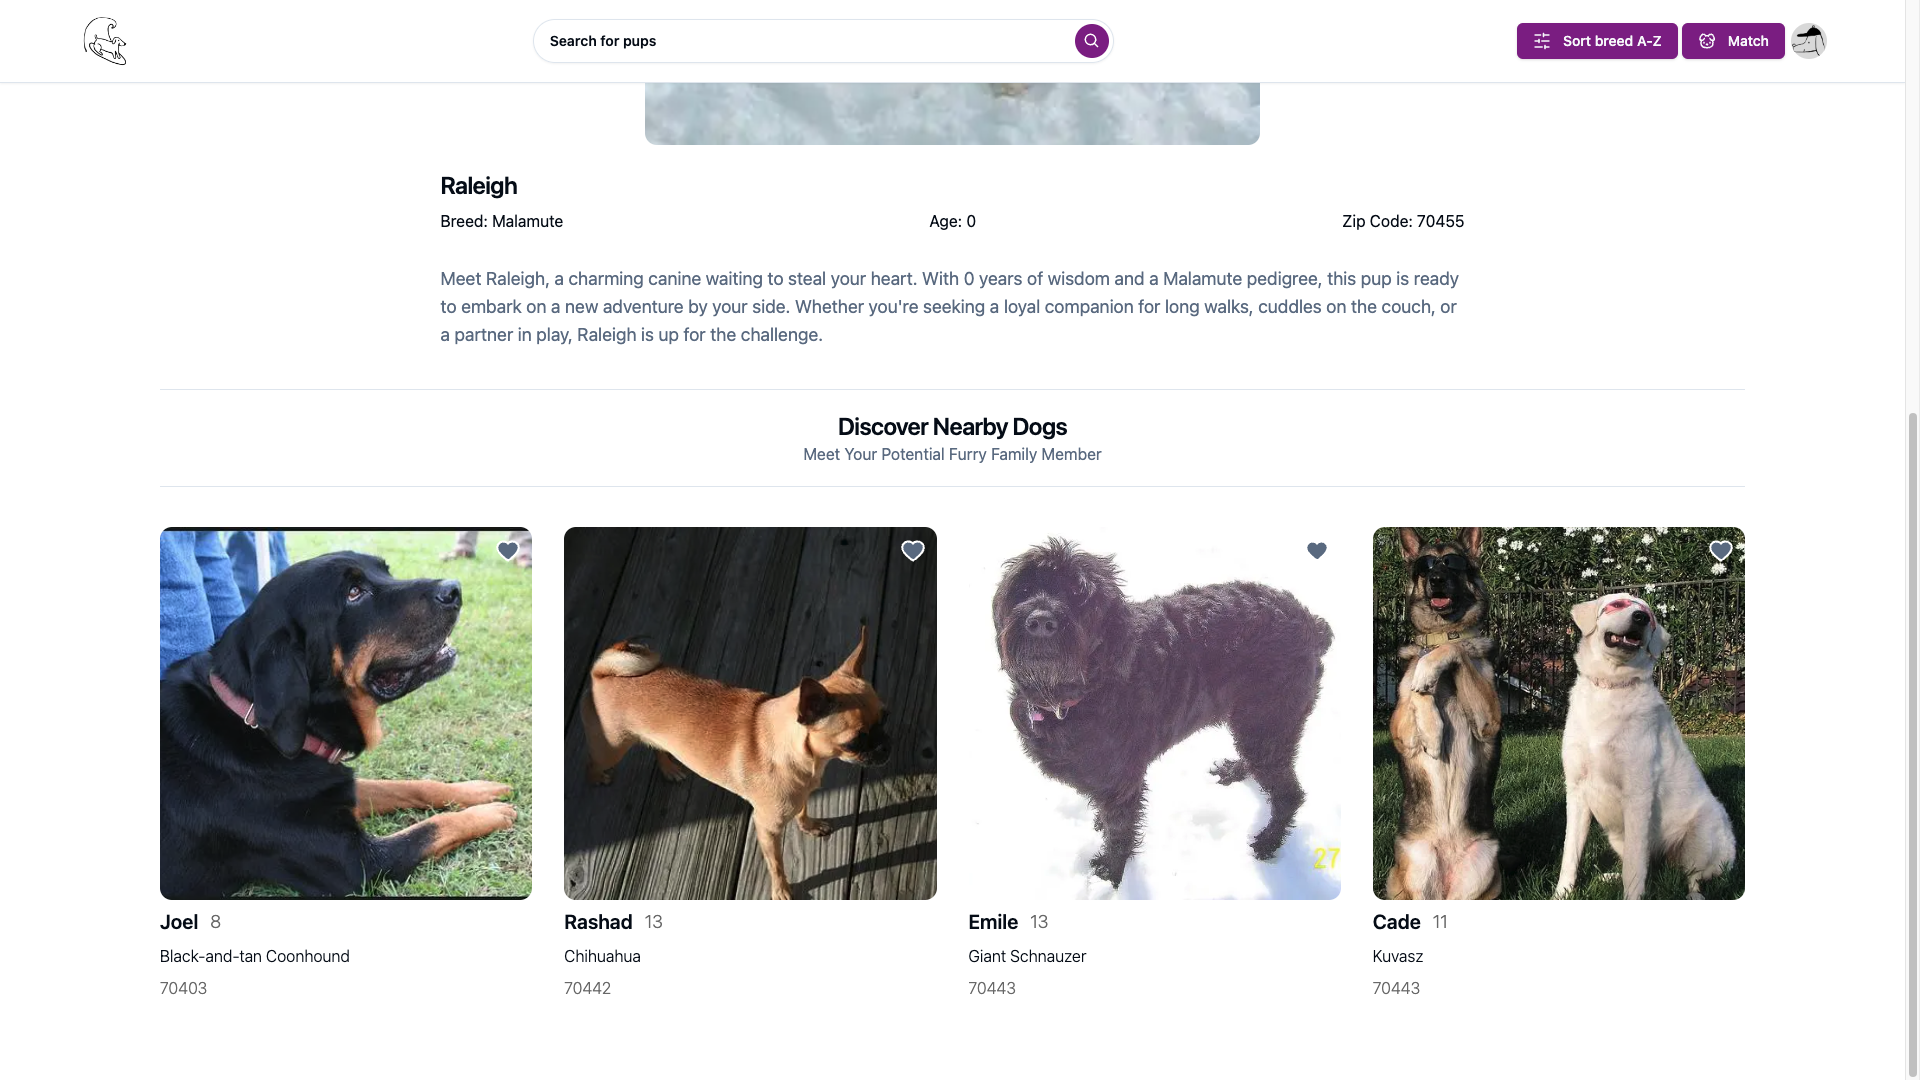 Search for pups
Sort breed A-Z
Match
Raleigh
Breed: Malamute
Age: 0
Zip Code: 70455
Meet Raleigh, a charming canine waiting to steal your heart. With 0 years of wisdom and a Malamute pedigree, this pup is ready
to embark on a new adventure by your side. Whether you're seeking a loyal companion for long walks, cuddles on the couch, or
a partner in play, Raleigh is up for the challenge.
Discover Nearby Dogs
Meet Your Potential Furry Family Member
27
Joel 8
Black-and-tan Coonhound
70403
Rashad 13
Chihuahua
70442
Emile 13
Giant Schnauzer
70443
Cade 11
Kuvasz
70443